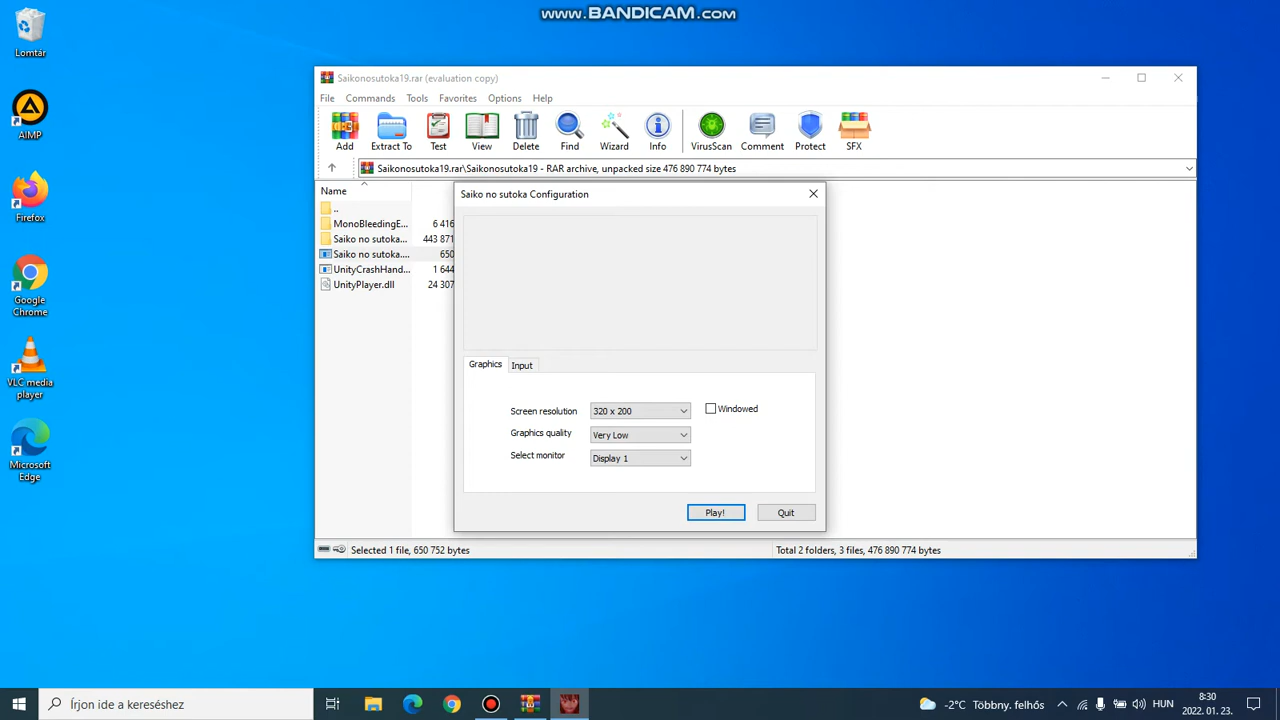 www.BANDICAM.com
Lomtár
AIMP
Firefox
Google
Chrome
VLC media
player
Microsoft
Edge
Saikonosutoka19.rar (evaluation copy)
File Commands Tools Favorites Options Help
Add Extract To Test View Delete Find Wizard Info VirusScan Comment Protect SFX
Saikonosutoka19.rar\Saikonosutoka19 - RAR archive, unpacked size 476 890 774 bytes
Name
..
MonoBleedingE... 6 416
Saiko no sutoka... 443 871
Saiko no sutoka.... 650
UnityCrashHand... 1 644
UnityPlayer.dll 24 307
Saiko no sutoka Configuration
Graphics Input
Screen resolution 320 x 200 Windowed
Graphics quality Very Low
Select monitor Display 1
Play! Quit
Selected 1 file, 650 752 bytes
Total 2 folders, 3 files, 476 890 774 bytes
Írjon ide a kereséshez
-2°C Többny. felhős
HUN
8:30
2022. 01. 23.